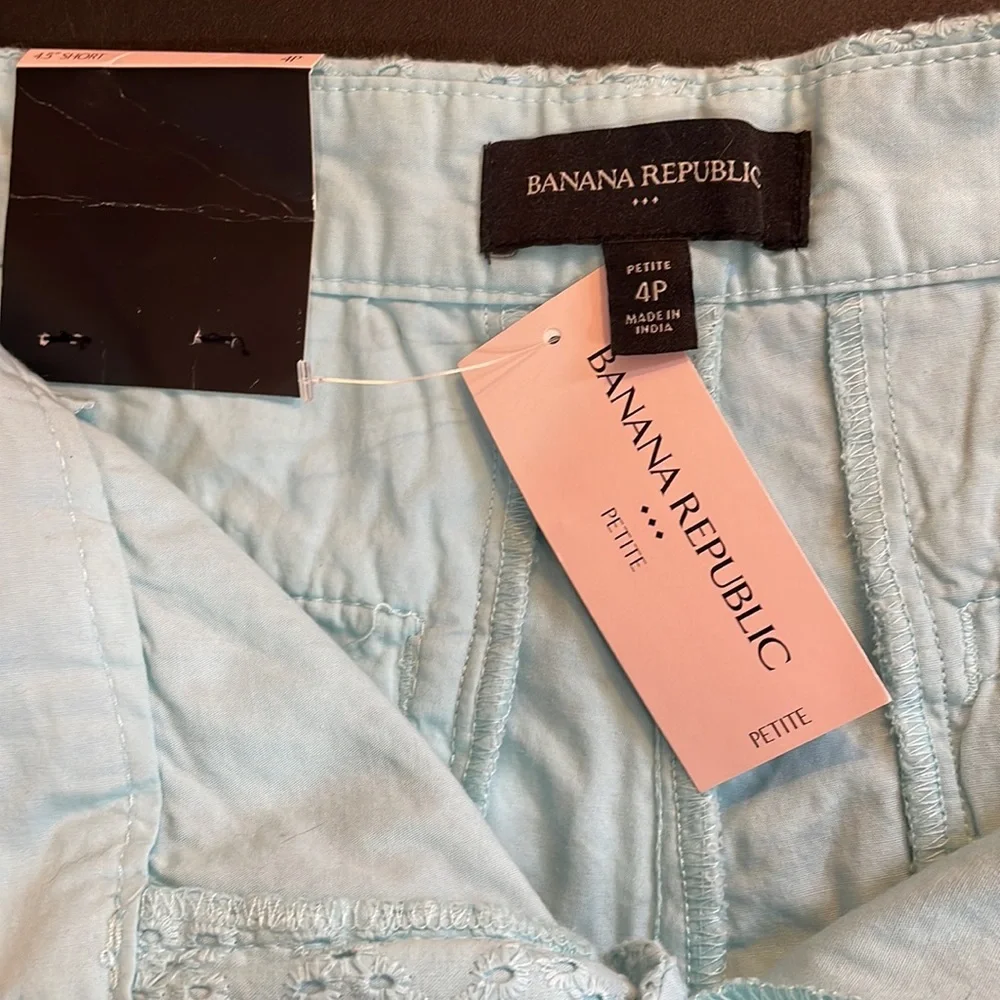 4.5" SHORT 4P
BANANA REPUBLIC
PETITE
4P
MADE IN
INDIA
BANANA REPUBLIC
PETITE
PETITE